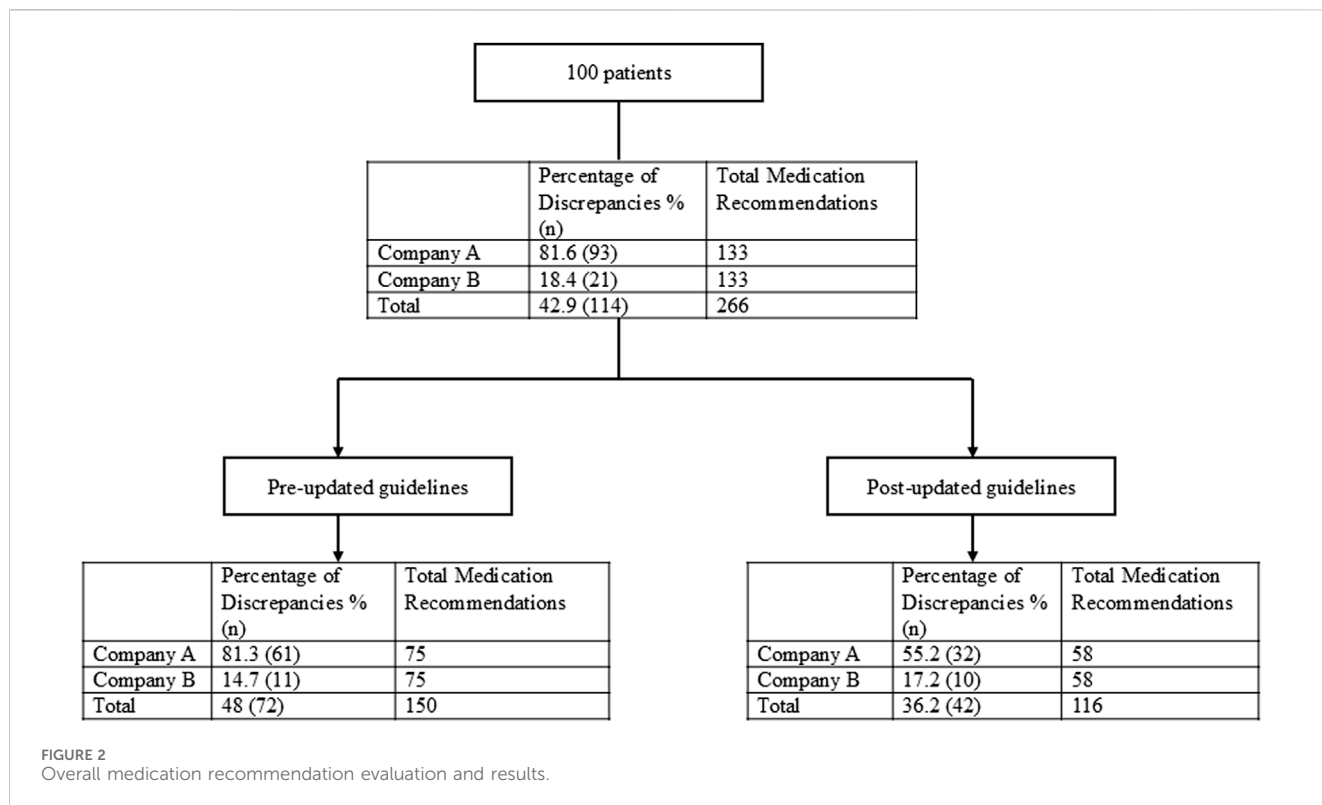 100 patients
Percentage of Discrepancies % (n) Total Medication Recommendations
Company A 81.6 (93) 133
Company B 18.4 (21) 133
Total 42.9 (114) 266
Pre-updated guidelines
Post-updated guidelines
Percentage of Discrepancies % (n) Total Medication Recommendations
Company A 81.3 (61) 75
Company B 14.7 (11) 75
Total 48 (72) 150
Percentage of Discrepancies % (n) Total Medication Recommendations
Company A 55.2 (32) 58
Company B 17.2 (10) 58
Total 36.2 (42) 116
FIGURE 2
Overall medication recommendation evaluation and results.